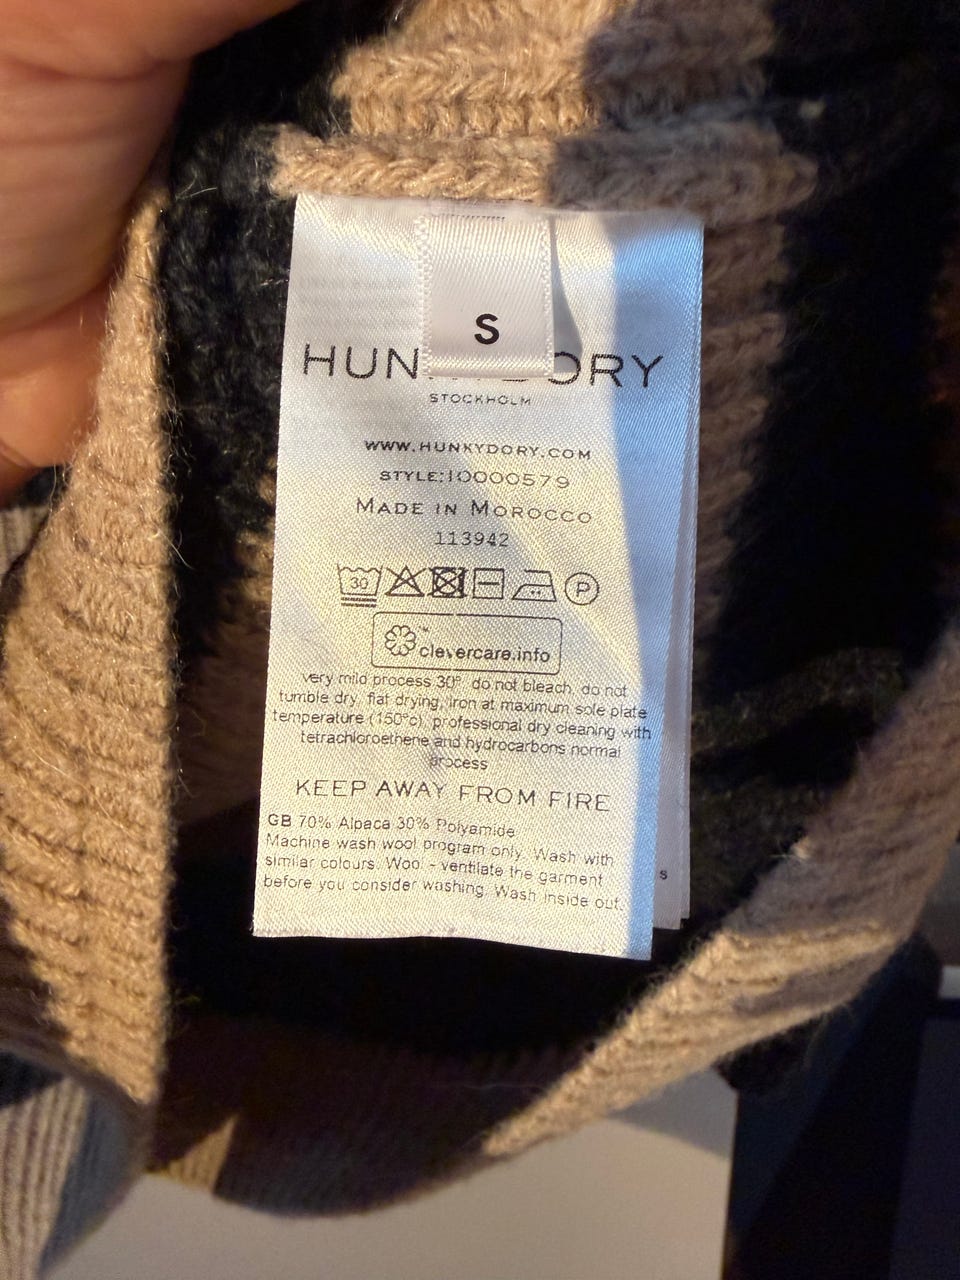 S
HUN DORY
STOCKHOLM
WWW.HUNKYDORY.COM
STYLE:10000579
MADE IN MOROCCO
113942
30 P
™
clevercare.info
very mild process 30°, do not bleach, do not
tumble dry, flat drying, iron at maximum sole plate
temperature (150°c), professional dry cleaning with
tetrachloroethene and hydrocarbons normal
process
KEEP AWAY FROM FIRE
GB 70% Alpaca 30% Polyamide
Machine wash wool program only. Wash with
similar colours. Wool - ventilate the garment
before you consider washing. Wash inside out.
s